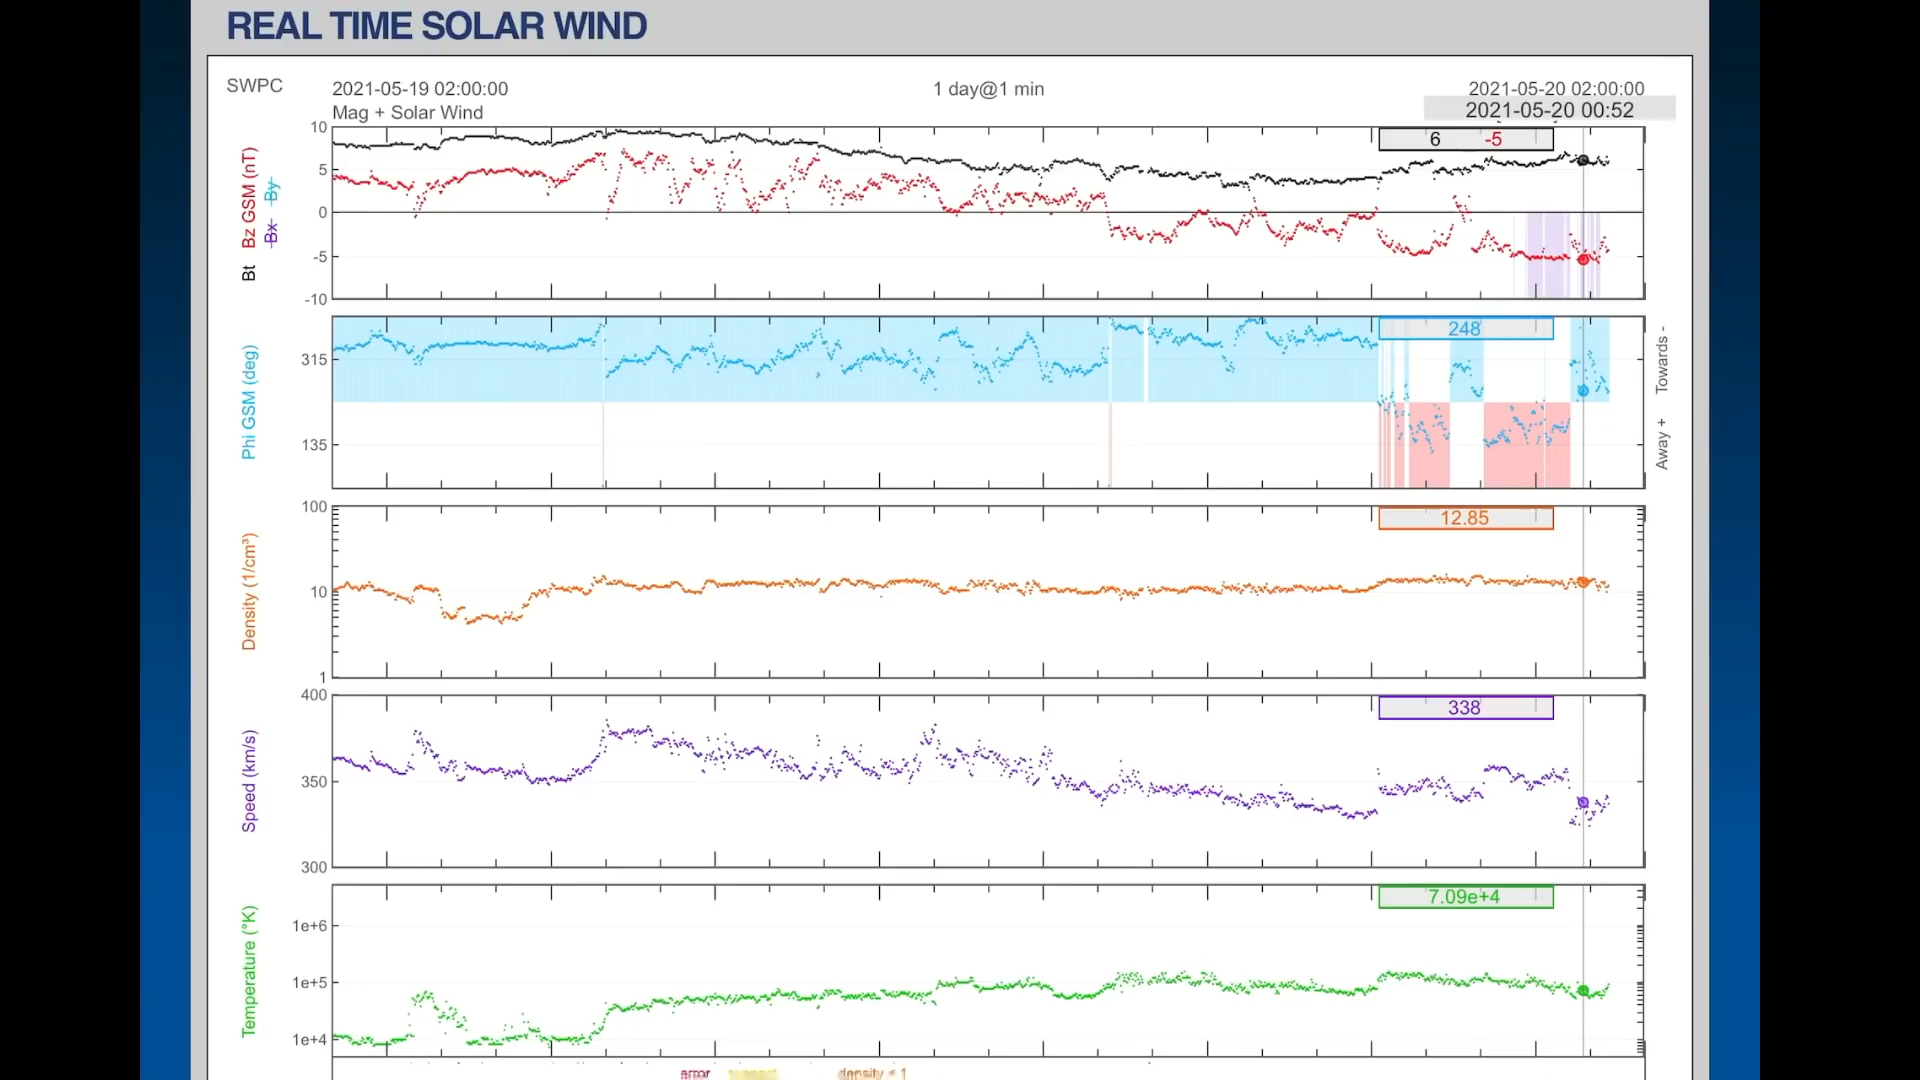 REAL TIME SOLAR WIND
SWPC
2021-05-19 02:00:00
1 day@1 min
2021-05-20 02:00:00
Mag + Solar Wind
2021-05-20 00:52
Bt Bz GSM (nT)
Bx By
10
5
0
-5
-10
6 -5
Phi GSM (deg)
315
135
248
Away + Towards -
Density (1/cm³)
100
10
1
12.85
Speed (km/s)
400
350
300
338
Temperature (°K)
1e+6
1e+5
1e+4
7.09e+4
error
density < 1